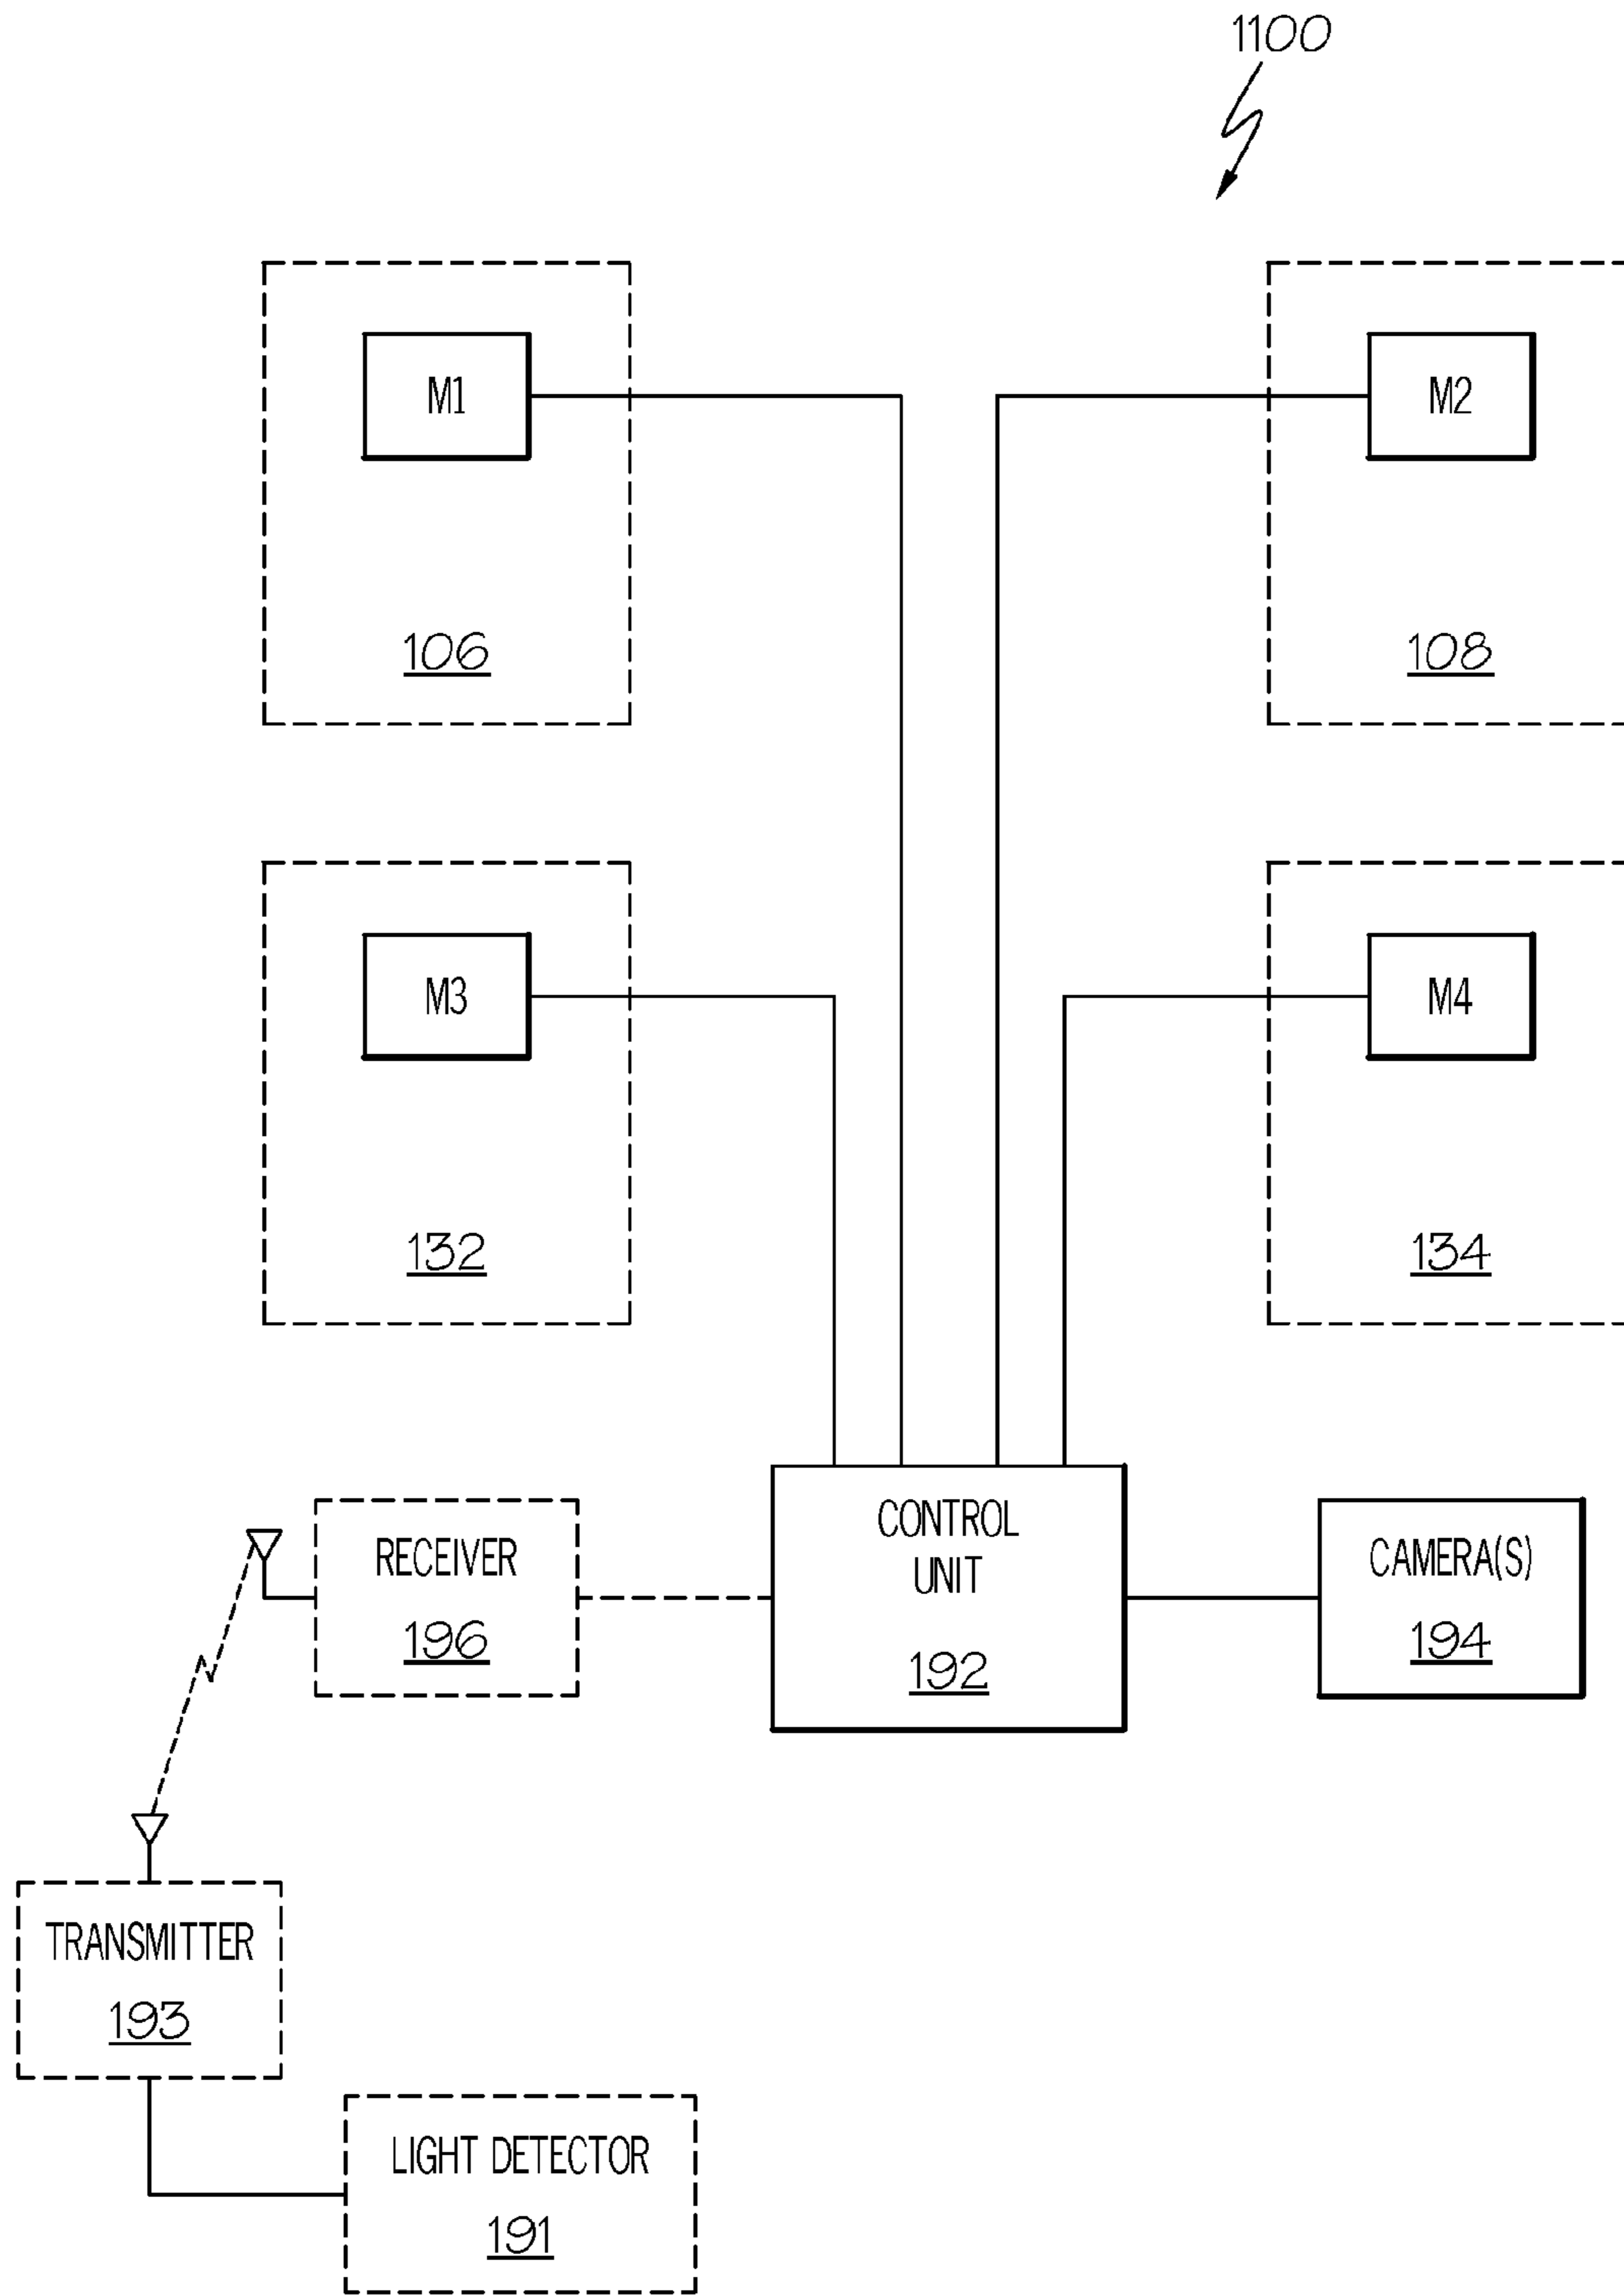 1100
M1
M2
106
108
M3
M4
132
134
CONTROL
UNIT
192
RECEIVER
196
CAMERA(S)
194
TRANSMITTER
193
LIGHT DETECTOR
191